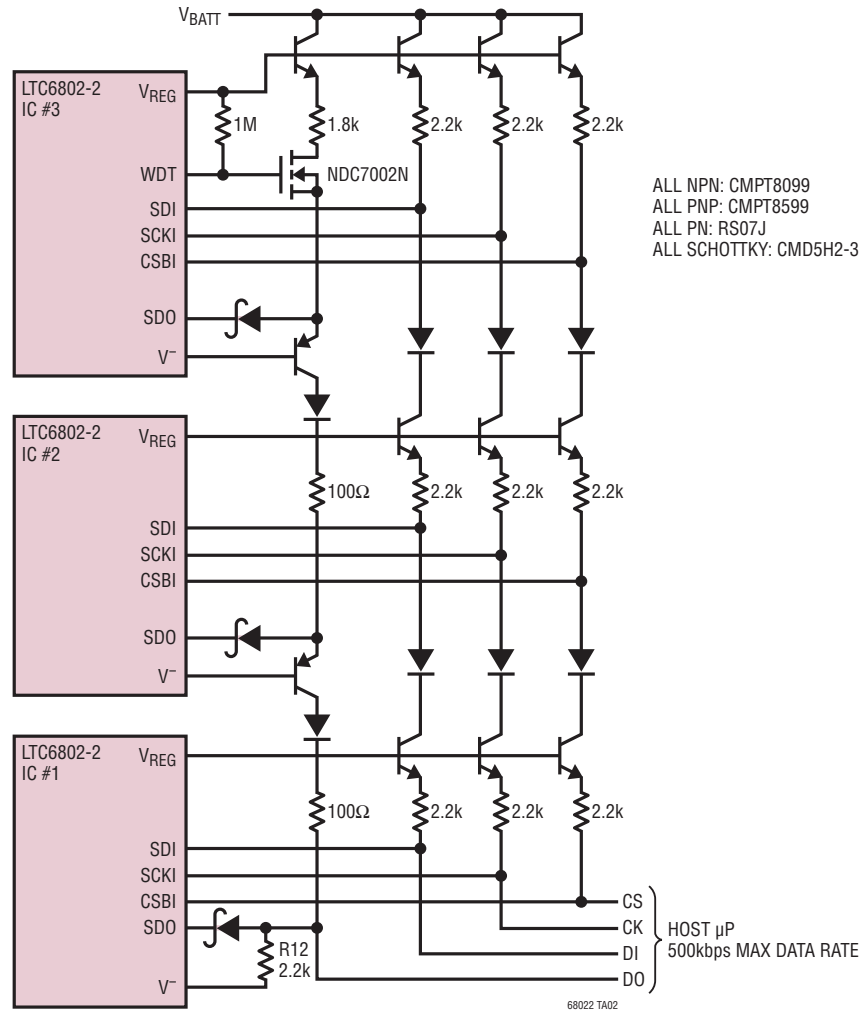 VBATT
LTC6802-2
IC #3
VREG
1M
1.8k
2.2k
2.2k
2.2k
WDT
NDC7002N
SDI
SCKI
CSBI
SDO
V–
ALL NPN: CMPT8099
ALL PNP: CMPT8599
ALL PN: RS07J
ALL SCHOTTKY: CMD5H2-3
LTC6802-2
IC #2
VREG
100Ω
2.2k
2.2k
2.2k
SDI
SCKI
CSBI
SDO
V–
LTC6802-2
IC #1
VREG
100Ω
2.2k
2.2k
2.2k
SDI
SCKI
CSBI
SDO
R12
2.2k
V–
CS
CK
DI
DO
HOST µP
500kbps MAX DATA RATE
68022 TA02